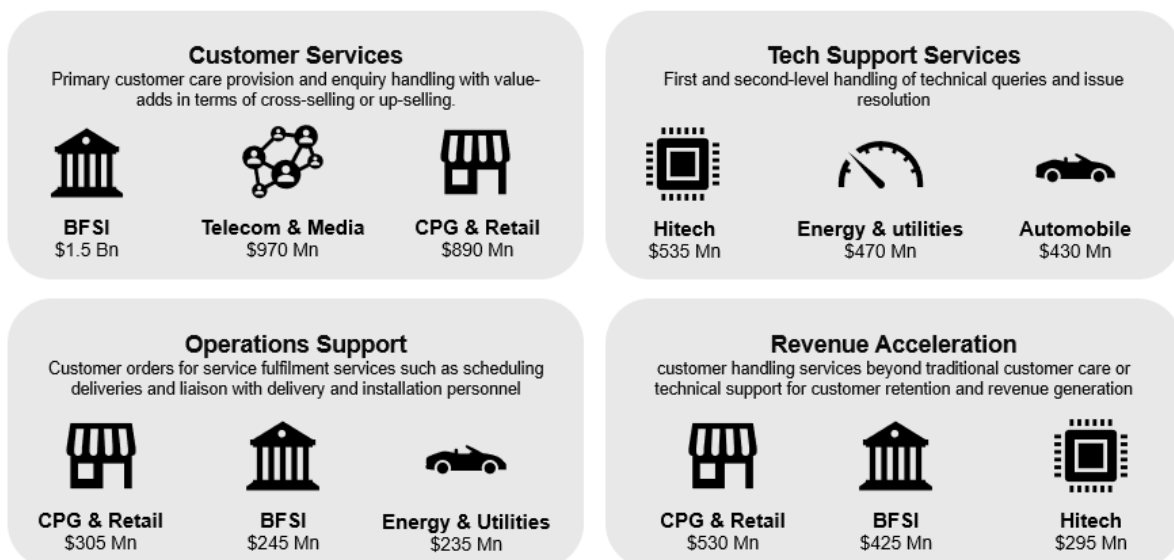 Customer Services
Primary customer care provision and enquiry handling with value-
adds in terms of cross-selling or up-selling.
BFSI
$1.5 Bn
Telecom & Media
$970 Mn
CPG & Retail
$890 Mn
Tech Support Services
First and second-level handling of technical queries and issue
resolution
Hitech
$535 Mn
Energy & utilities
$470 Mn
Automobile
$430 Mn
Operations Support
Customer orders for service fulfilment services such as scheduling
deliveries and liaison with delivery and installation personnel
CPG & Retail
$305 Mn
BFSI
$245 Mn
Energy & Utilities
$235 Mn
Revenue Acceleration
customer handling services beyond traditional customer care or
technical support for customer retention and revenue generation
CPG & Retail
$530 Mn
BFSI
$425 Mn
Hitech
$295 Mn